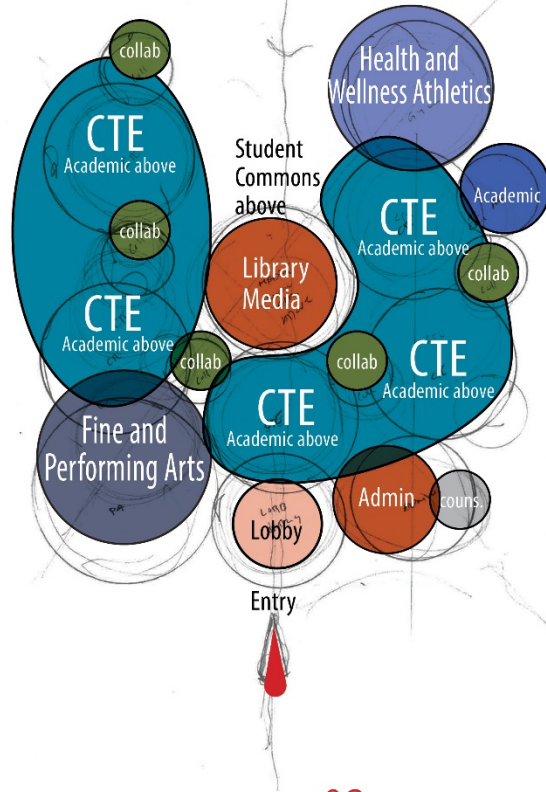 collab
Health and
Wellness Athletics
CTE
Academic above
Student
Commons
above
CTE
Academic above
Academic
collab
Library
Media
collab
CTE
Academic above
collab
collab
CTE
Academic above
CTE
Academic above
Fine and
Performing Arts
Admin
couns.
Lobby
Entry